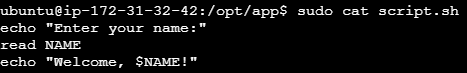 ubuntu@ip-172-31-32-42:/opt/app$ sudo cat script.sh
echo "Enter your name:"
read NAME
echo "Welcome, $NAME!"